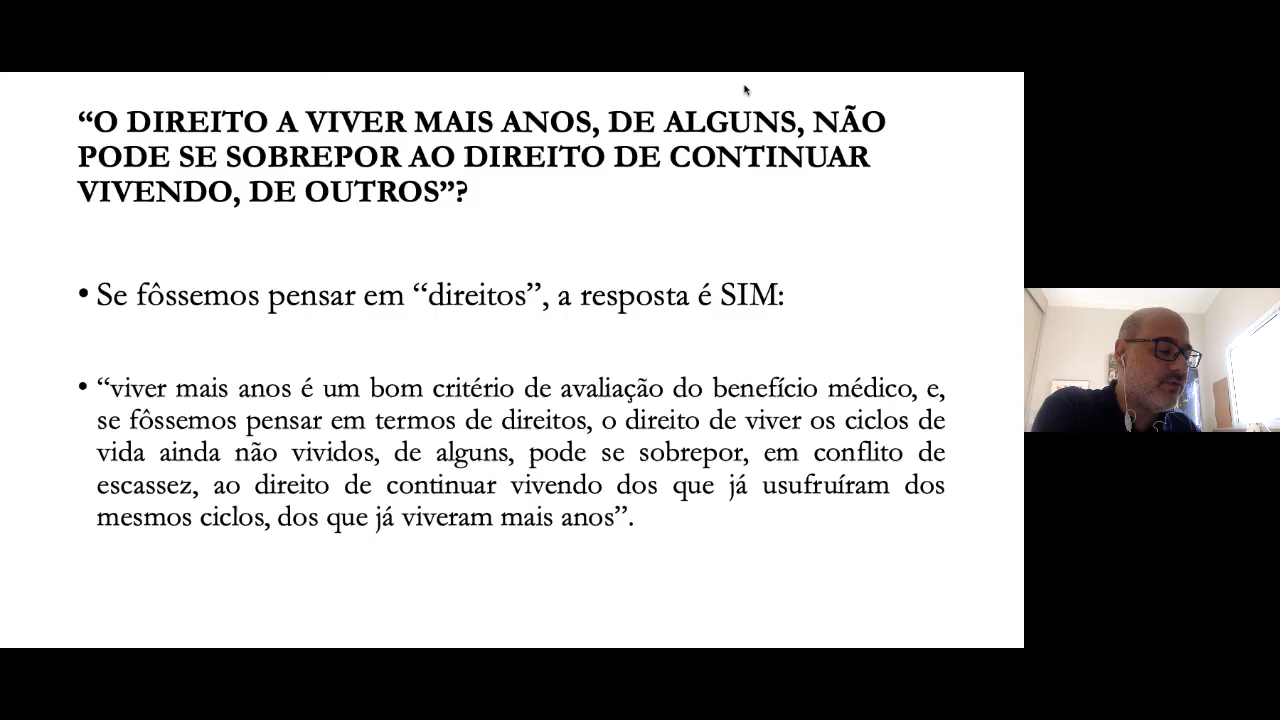 “O DIREITO A VIVER MAIS ANOS, DE ALGUNS, NÃO
PODE SE SOBREPOR AO DIREITO DE CONTINUAR
VIVENDO, DE OUTROS”?
• Se fôssemos pensar em “direitos”, a resposta é SIM:
• “viver mais anos é um bom critério de avaliação do benefício médico, e,
se fôssemos pensar em termos de direitos, o direito de viver os ciclos de
vida ainda não vividos, de alguns, pode se sobrepor, em conflito de
escassez, ao direito de continuar vivendo dos que já usufruíram dos
mesmos ciclos, dos que já viveram mais anos”.